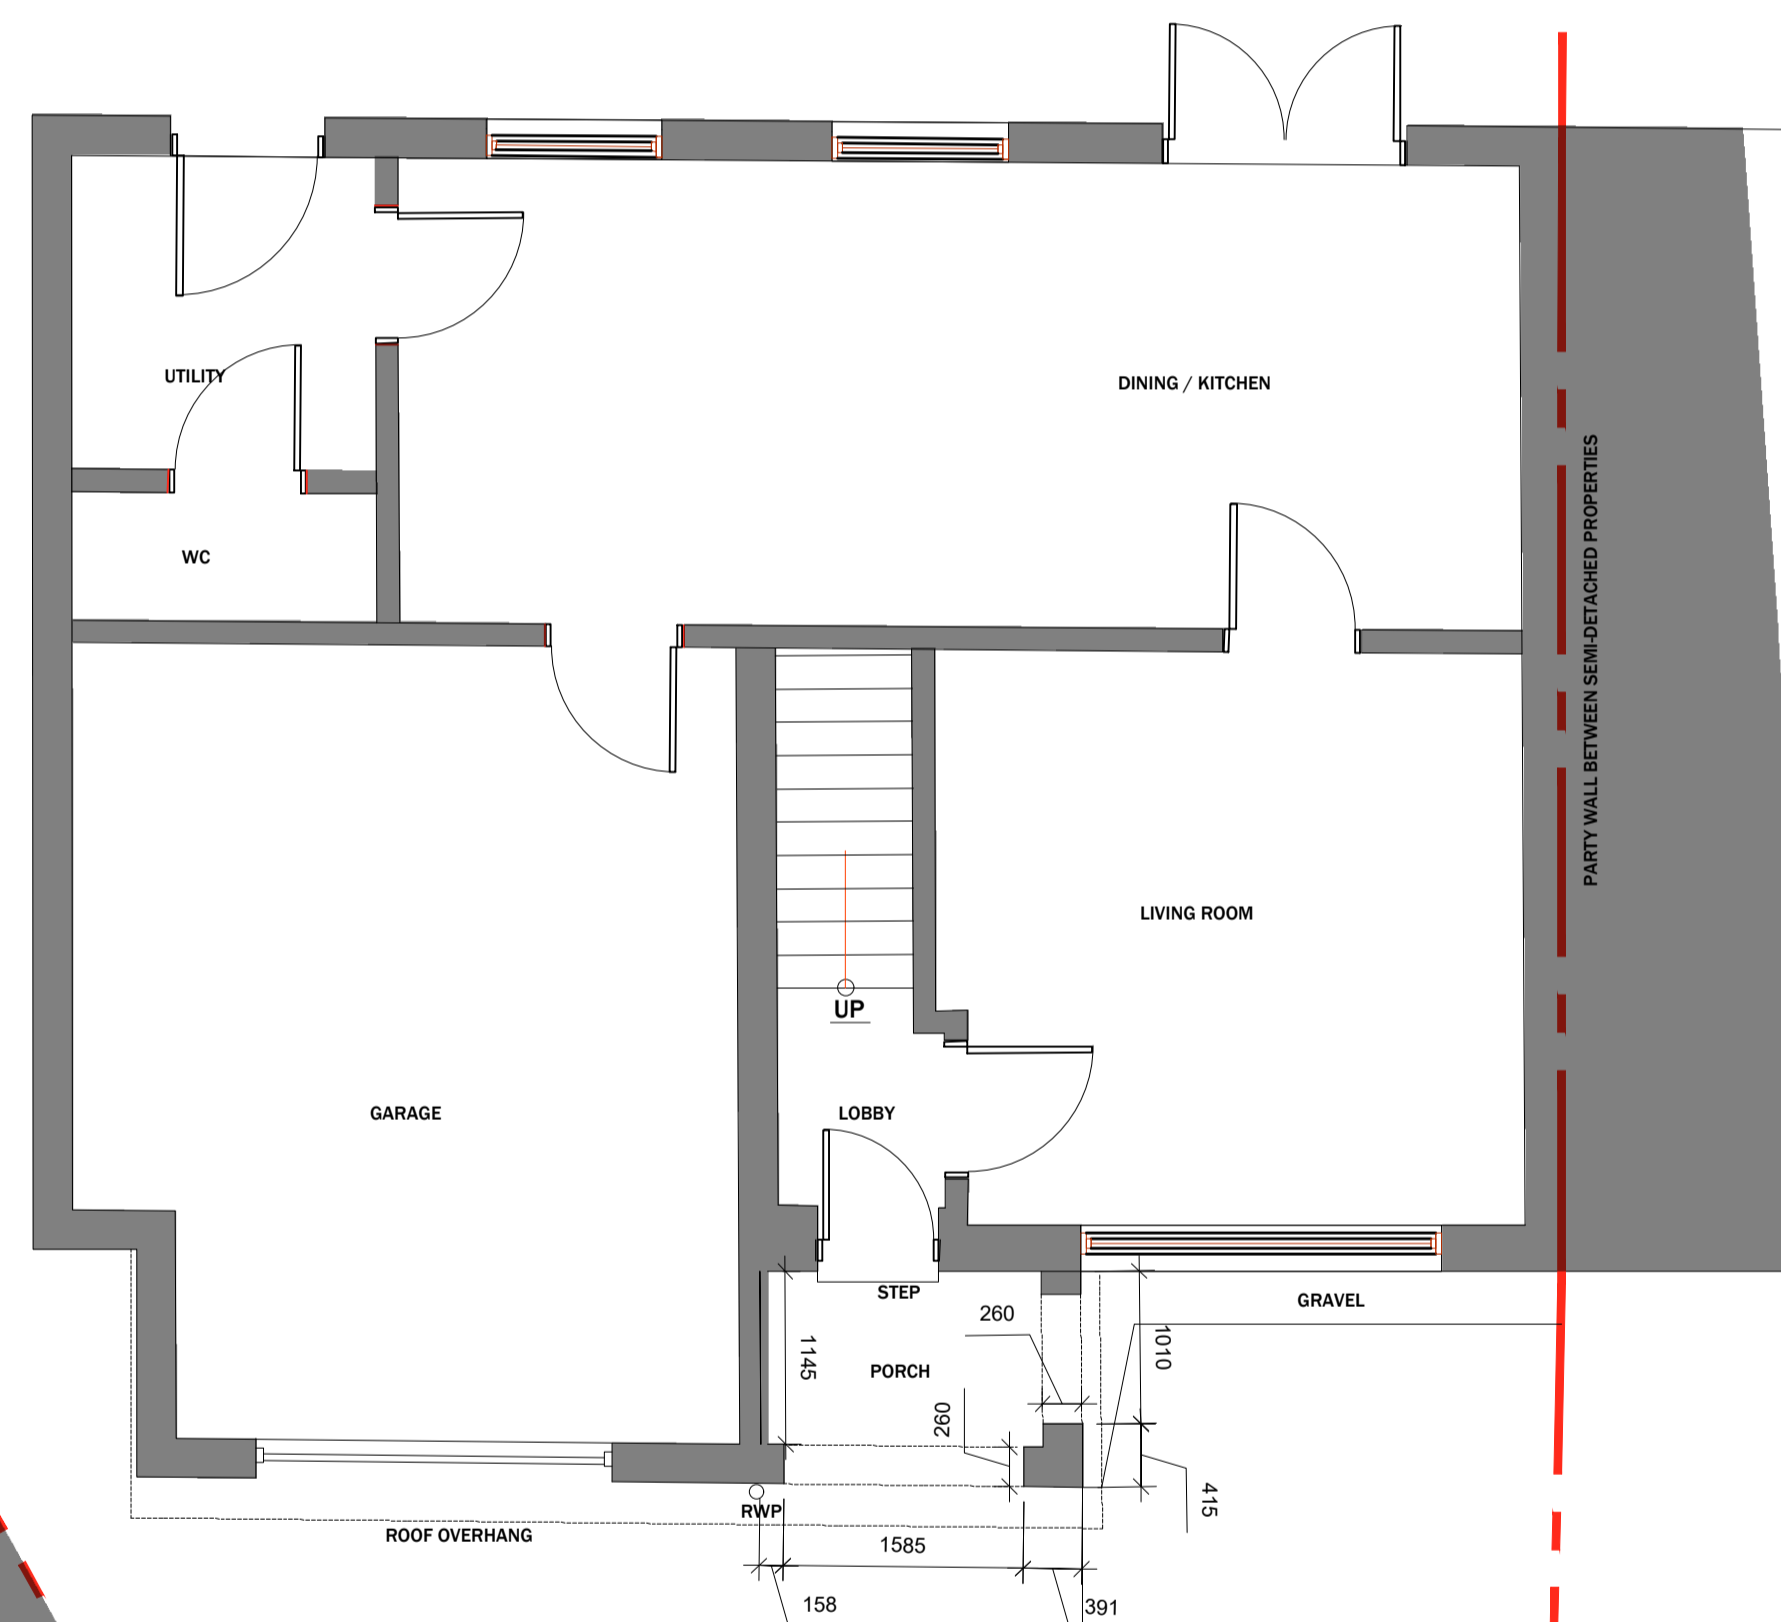 UTILITY
DINING / KITCHEN
PARTY WALL BETWEEN SEMI-DETACHED PROPERTIES
WC
LIVING ROOM
UP
GARAGE
LOBBY
STEP
GRAVEL
260
1010
1145
PORCH
260
415
RWP
ROOF OVERHANG
1585
158
391